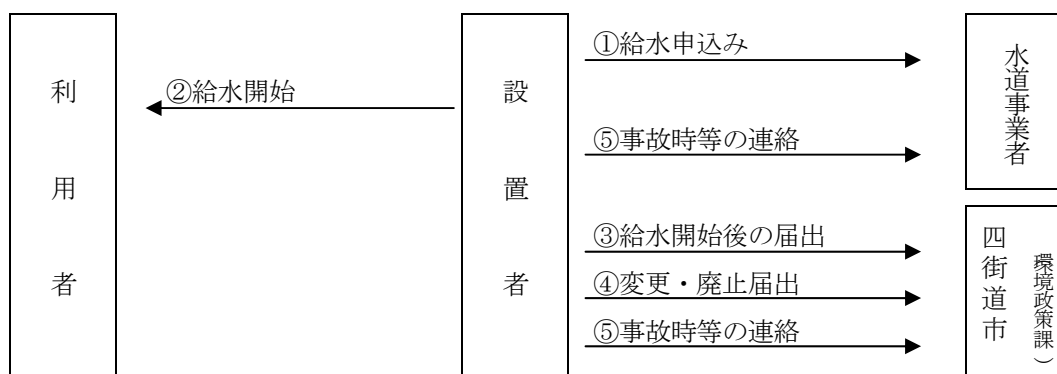 利用者
②給水開始
設置者
①給水申込み
⑤事故時等の連絡
水道事業者
③給水開始後の届出
④変更・廃止届出
⑤事故時等の連絡
四街道市
環境政策課）